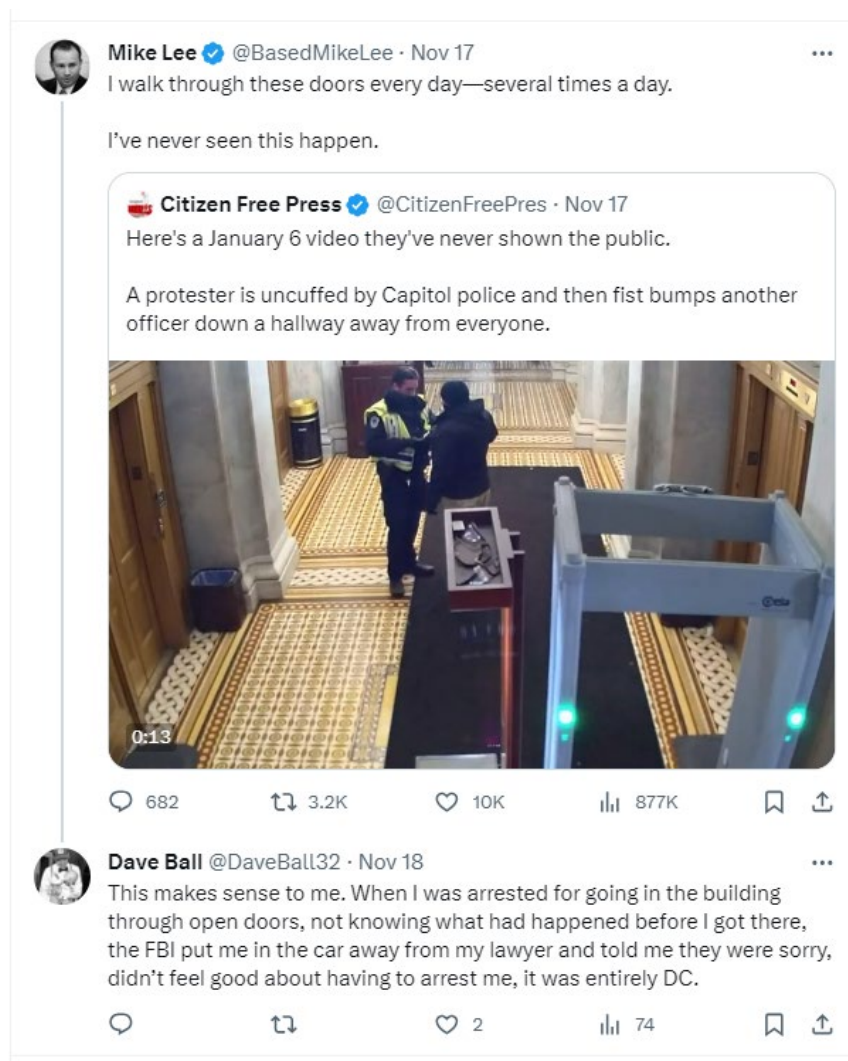 Mike Lee @BasedMikeLee · Nov 17
I walk through these doors every day—several times a day.
I've never seen this happen.
Citizen Free Press @CitizenFreePres · Nov 17
Here's a January 6 video they've never shown the public.
A protester is uncuffed by Capitol police and then fist bumps another
officer down a hallway away from everyone.
0:13
682 3.2K 10K 877K
Dave Ball @DaveBall32 · Nov 18
This makes sense to me. When I was arrested for going in the building
through open doors, not knowing what had happened before I got there,
the FBI put me in the car away from my lawyer and told me they were sorry,
didn't feel good about having to arrest me, it was entirely DC.
2 74